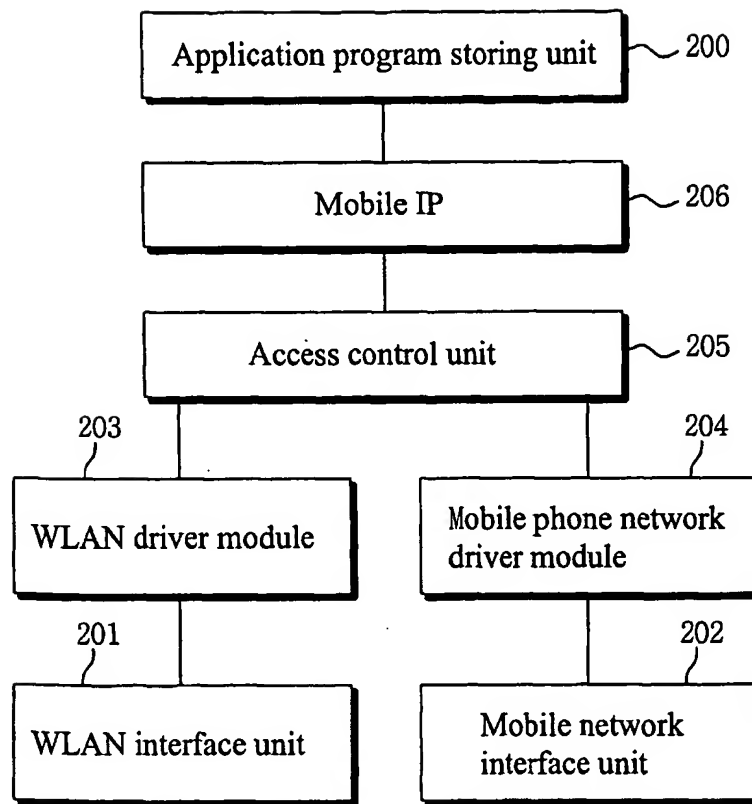 Application program storing unit
200
Mobile IP
206
Access control unit
205
203
204
WLAN driver module
Mobile phone network
driver module
201
202
WLAN interface unit
Mobile network
interface unit